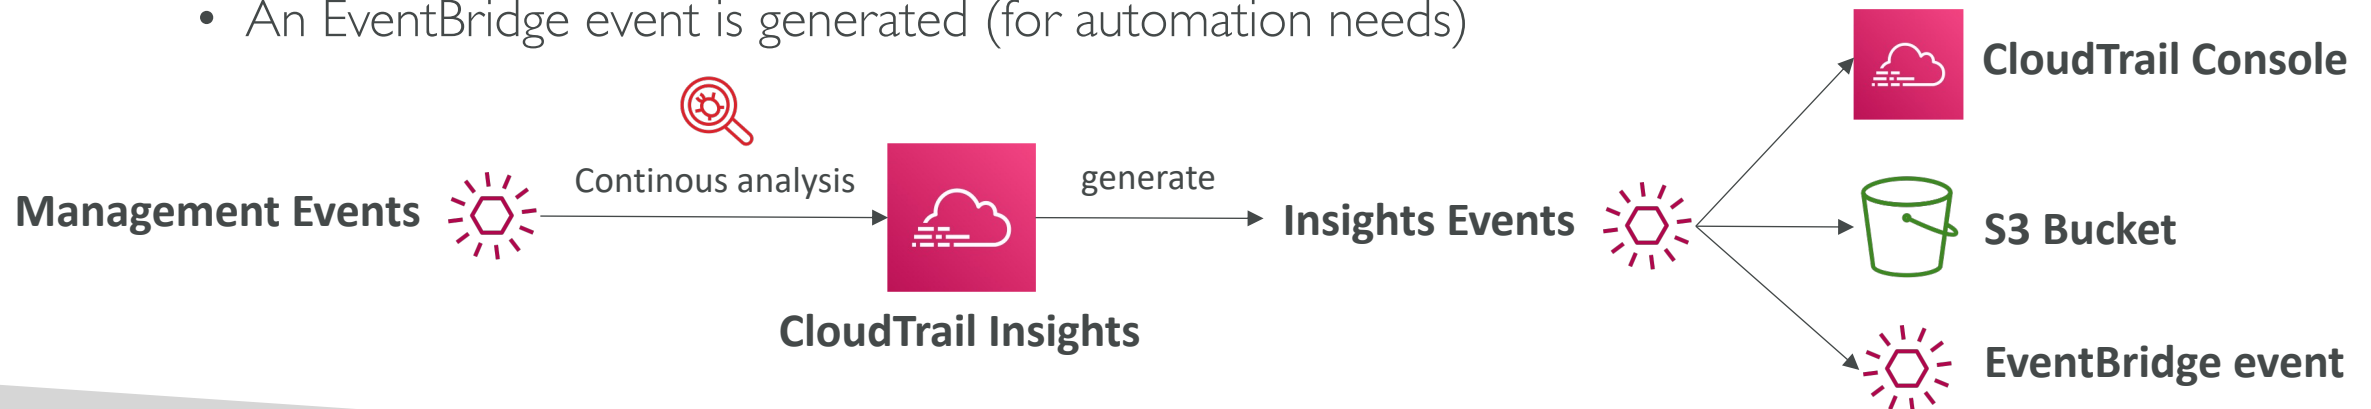 • An EventBridge event is generated (for automation needs)
CloudTrail Console
Continous analysis
generate
Management Events
Insights Events
S3 Bucket
CloudTrail Insights
EventBridge event